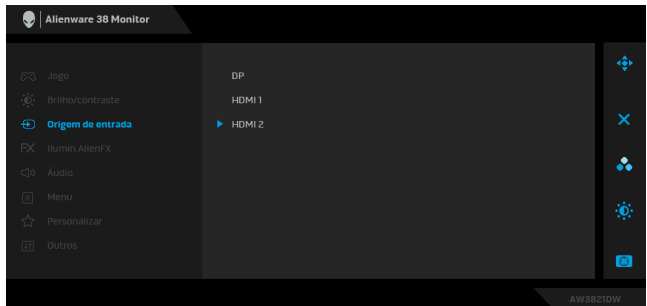 Alienware 38 Monitor
Jogo
Brilho/contraste
Origem de entrada
FX Ilumin AlienFX
Áudio
Menu
Personalizar
Outros
DP
HDMI 1
HDMI 2
AW3821DW